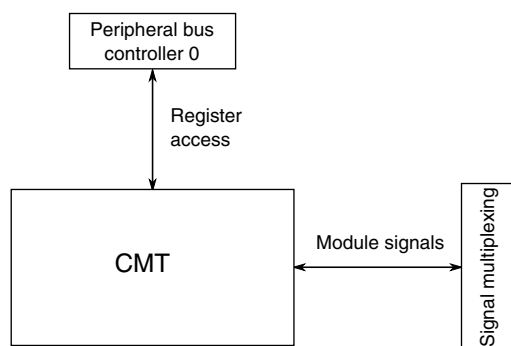 Peripheral bus
controller 0
Register
access
CMT
Module signals
Signal multiplexing